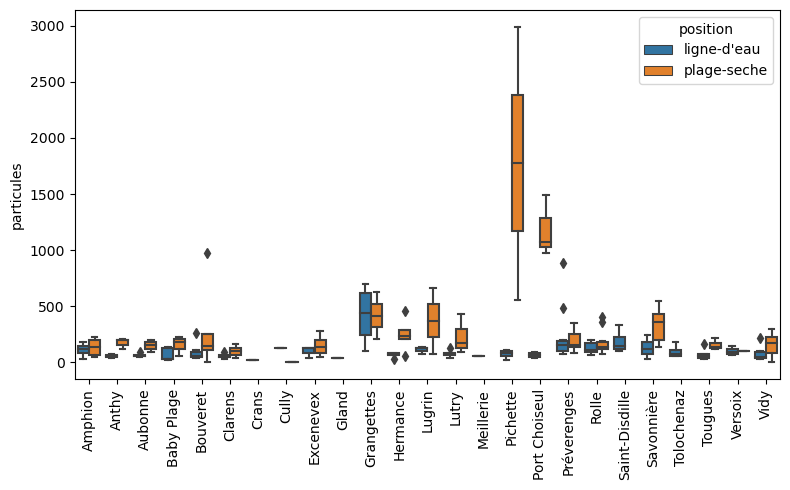 position
ligne-d'eau
plage-seche
particules
3000
2500
2000
1500
1000
500
0
Amphion
Anthy
Aubonne
Baby Plage
Bouveret
Clarens
Crans
Cully
Excenevex
Gland
Grangettes
Hermance
Lugrin
Lutry
Meillerie
Pichette
Port Choiseul
Préverenges
Rolle
Saint-Disdille
Savonnière
Tolochenaz
Tougues
Versoix
Vidy